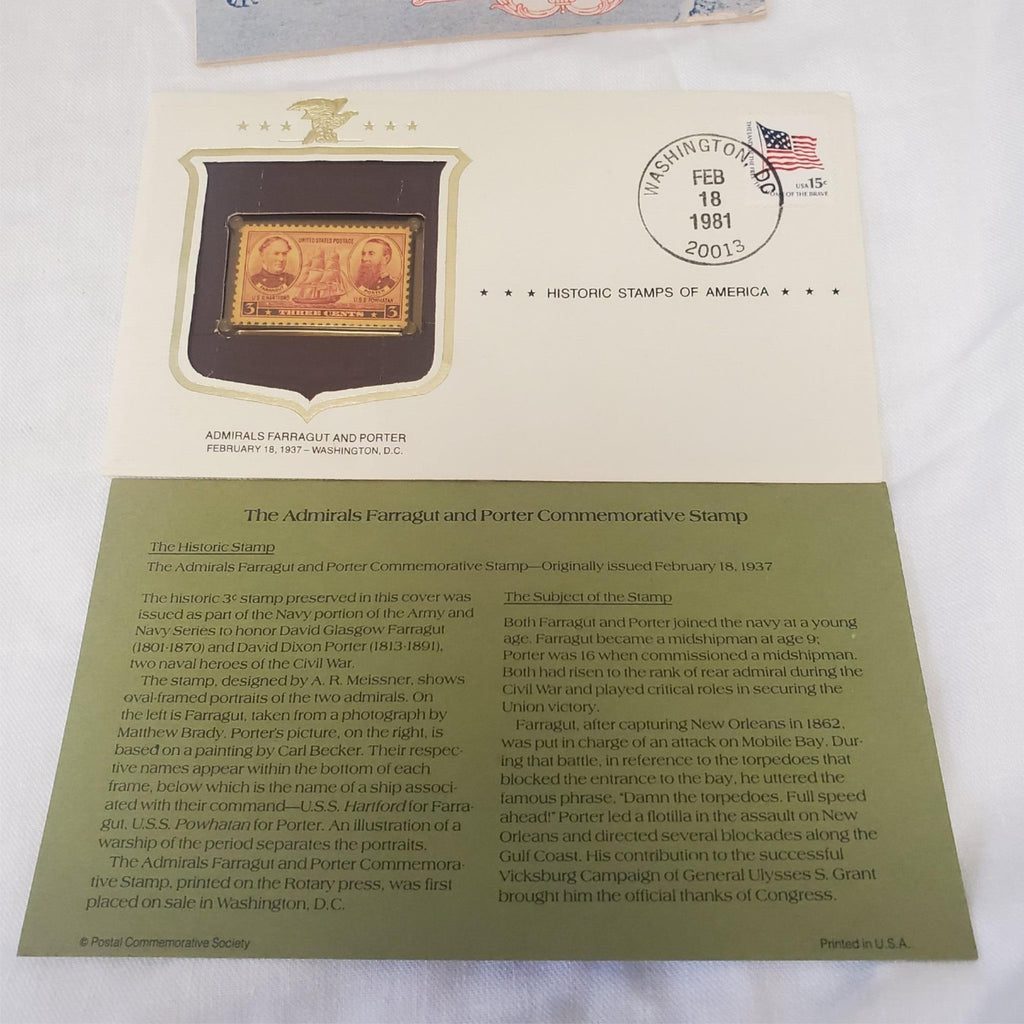 WASHINGTON, DC
FEB
18
1981
20013
THE LAND OF THE FREE
USA 15c
HOME OF THE BRAVE
★ ★ ★ HISTORIC STAMPS OF AMERICA ★ ★ ★
UNITED STATES POSTAGE
FARRAGUT PORTER
U.S.S. HARTFORD U.S.S. POWHATAN
3 ★ THREE CENTS ★ 3
ADMIRALS FARRAGUT AND PORTER
FEBRUARY 18, 1937 – WASHINGTON, D.C.
The Admirals Farragut and Porter Commemorative Stamp
The Historic Stamp
The Admirals Farragut and Porter Commemorative Stamp—Originally issued February 18, 1937
The historic 3¢ stamp preserved in this cover was
issued as part of the Navy portion of the Army and
Navy Series to honor David Glasgow Farragut
(1801-1870) and David Dixon Porter (1813-1891),
two naval heroes of the Civil War.
The stamp, designed by A. R. Meissner, shows
oval-framed portraits of the two admirals. On
the left is Farragut, taken from a photograph by
Matthew Brady. Porter's picture, on the right, is
based on a painting by Carl Becker. Their respec-
tive names appear within the bottom of each
frame, below which is the name of a ship associ-
ated with their command—U.S.S. Hartford for Farra-
gut, U.S.S. Powhatan for Porter. An illustration of a
warship of the period separates the portraits.
The Admirals Farragut and Porter Commemora-
tive Stamp, printed on the Rotary press, was first
placed on sale in Washington, D.C.
The Subject of the Stamp
Both Farragut and Porter joined the navy at a young
age. Farragut became a midshipman at age 9;
Porter was 16 when commissioned a midshipman.
Both had risen to the rank of rear admiral during the
Civil War and played critical roles in securing the
Union victory.
Farragut, after capturing New Orleans in 1862,
was put in charge of an attack on Mobile Bay. Dur-
ing that battle, in reference to the torpedoes that
blocked the entrance to the bay, he uttered the
famous phrase, "Damn the torpedoes. Full speed
ahead!" Porter led a flotilla in the assault on New
Orleans and directed several blockades along the
Gulf Coast. His contribution to the successful
Vicksburg Campaign of General Ulysses S. Grant
brought him the official thanks of Congress.
© Postal Commemorative Society
Printed in U.S.A.